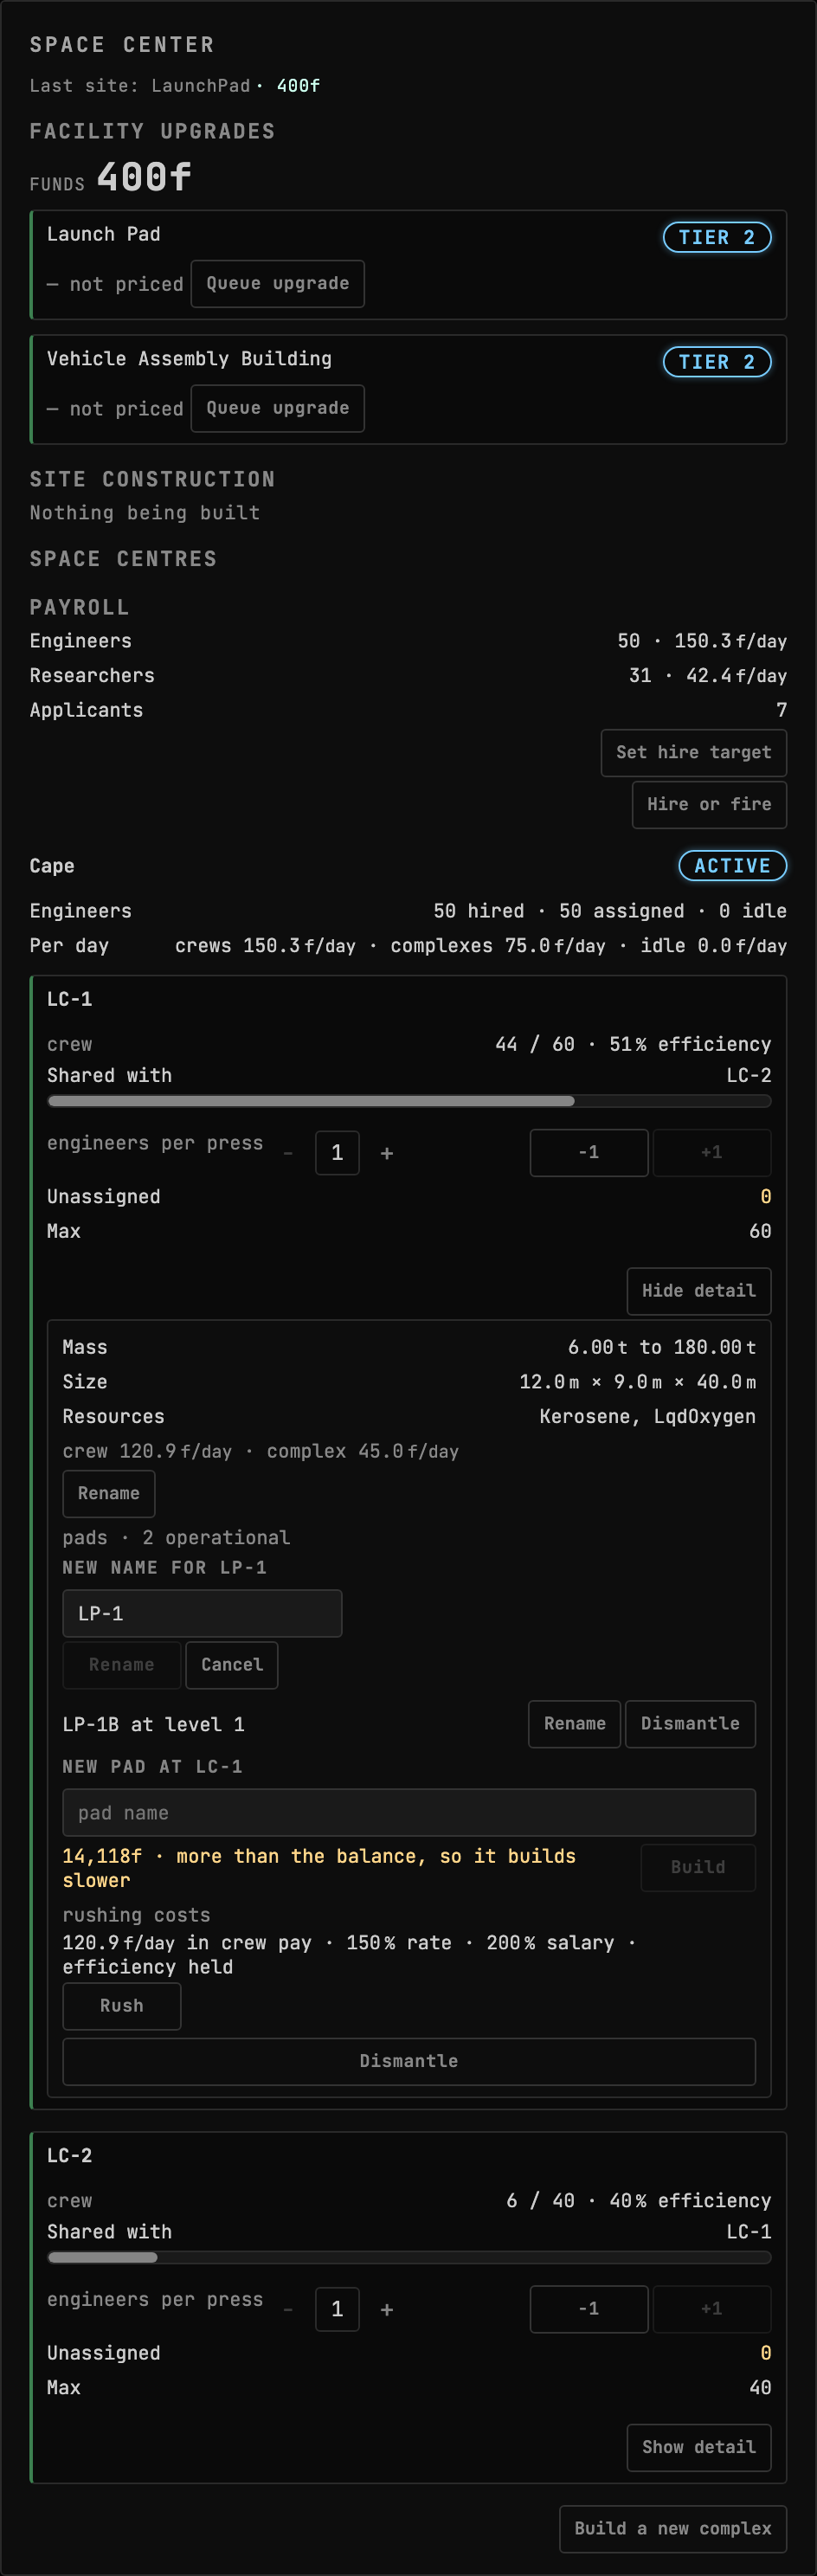 SPACE CENTER
Last site: LaunchPad · 400f
FACILITY UPGRADES
FUNDS 400f
Launch Pad TIER 2
— not priced Queue upgrade
Vehicle Assembly Building TIER 2
— not priced Queue upgrade
SITE CONSTRUCTION
Nothing being built
SPACE CENTRES
PAYROLL
Engineers 50 · 150.3 f/day
Researchers 31 · 42.4 f/day
Applicants 7
Set hire target
Hire or fire
Cape ACTIVE
Engineers 50 hired · 50 assigned · 0 idle
Per day crews 150.3 f/day · complexes 75.0 f/day · idle 0.0 f/day
LC-1
crew 44 / 60 · 51% efficiency
Shared with LC-2
engineers per press - 1 + -1 +1
Unassigned 0
Max 60
Hide detail
Mass 6.00 t to 180.00 t
Size 12.0 m × 9.0 m × 40.0 m
Resources Kerosene, LqdOxygen
crew 120.9 f/day · complex 45.0 f/day
Rename
pads · 2 operational
NEW NAME FOR LP-1
LP-1
Rename Cancel
LP-1B at level 1 Rename Dismantle
NEW PAD AT LC-1
pad name
14,118f · more than the balance, so it builds
slower
Build
rushing costs
120.9 f/day in crew pay · 150% rate · 200% salary ·
efficiency held
Rush
Dismantle
LC-2
crew 6 / 40 · 40% efficiency
Shared with LC-1
engineers per press - 1 + -1 +1
Unassigned 0
Max 40
Show detail
Build a new complex